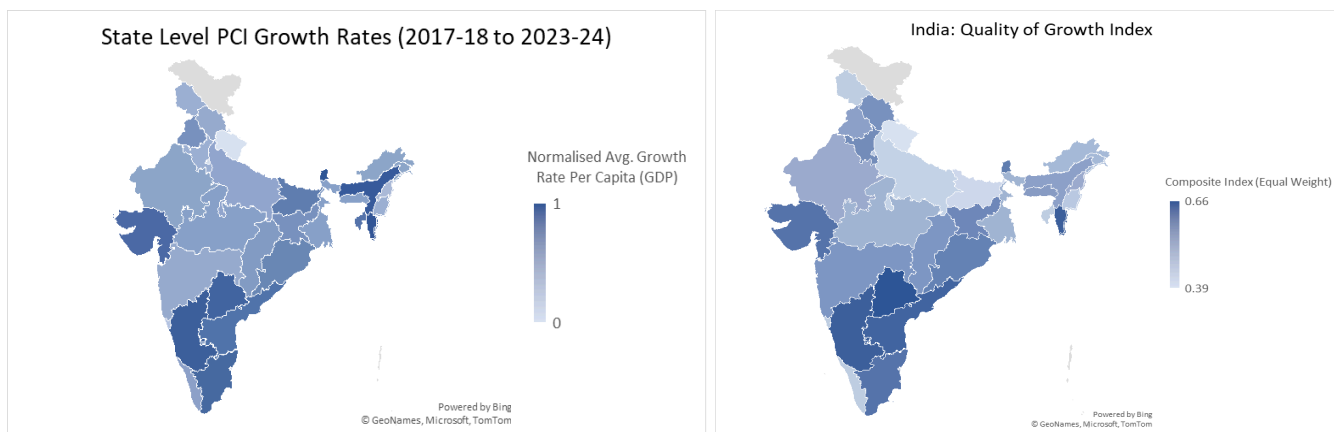 State Level PCI Growth Rates (2017-18 to 2023-24)
Normalised Avg. Growth
Rate Per Capita (GDP)
1
0
Powered by Bing
© GeoNames, Microsoft, TomTom
India: Quality of Growth Index
Composite Index (Equal Weight)
0.66
0.39
Powered by Bing
© GeoNames, Microsoft, TomTom